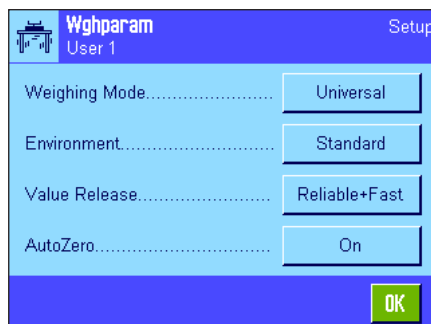 Wghparam
Setup
User 1
Weighing Mode....................... Universal
Environment........................... Standard
Value Release........................ Reliable+Fast
AutoZero............................... On
OK